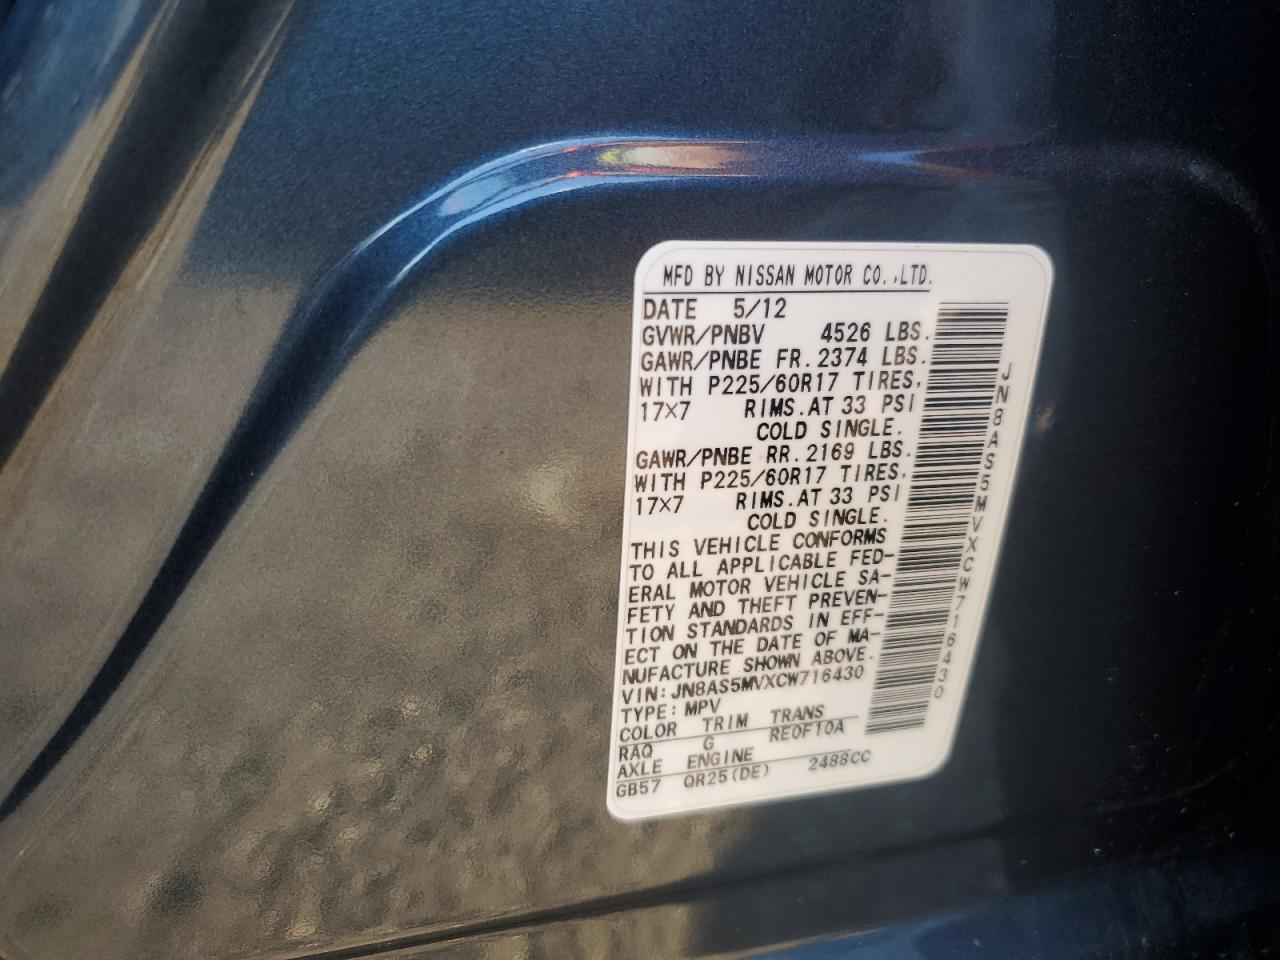 MFD BY NISSAN MOTOR CO.,LTD.
DATE 5/12
GVWR/PNBV 4526 LBS.
GAWR/PNBE FR. 2374 LBS.
WITH P225/60R17 TIRES,
17×7 RIMS. AT 33 PSI
COLD SINGLE.
GAWR/PNBE RR. 2169 LBS.
WITH P225/60R17 TIRES,
17×7 RIMS. AT 33 PSI
COLD SINGLE.
THIS VEHICLE CONFORMS
TO ALL APPLICABLE FED-
ERAL MOTOR VEHICLE SA-
FETY AND THEFT PREVEN-
TION STANDARDS IN EFF-
ECT ON THE DATE OF MA-
NUFACTURE SHOWN ABOVE.
VIN: JN8AS5MVXCW716430
TYPE: MPV
COLOR TRIM TRANS
RAQ G RE0F10A
AXLE ENGINE
GB57 QR25(DE) 2488CC
JN8AS5MVXCW716430